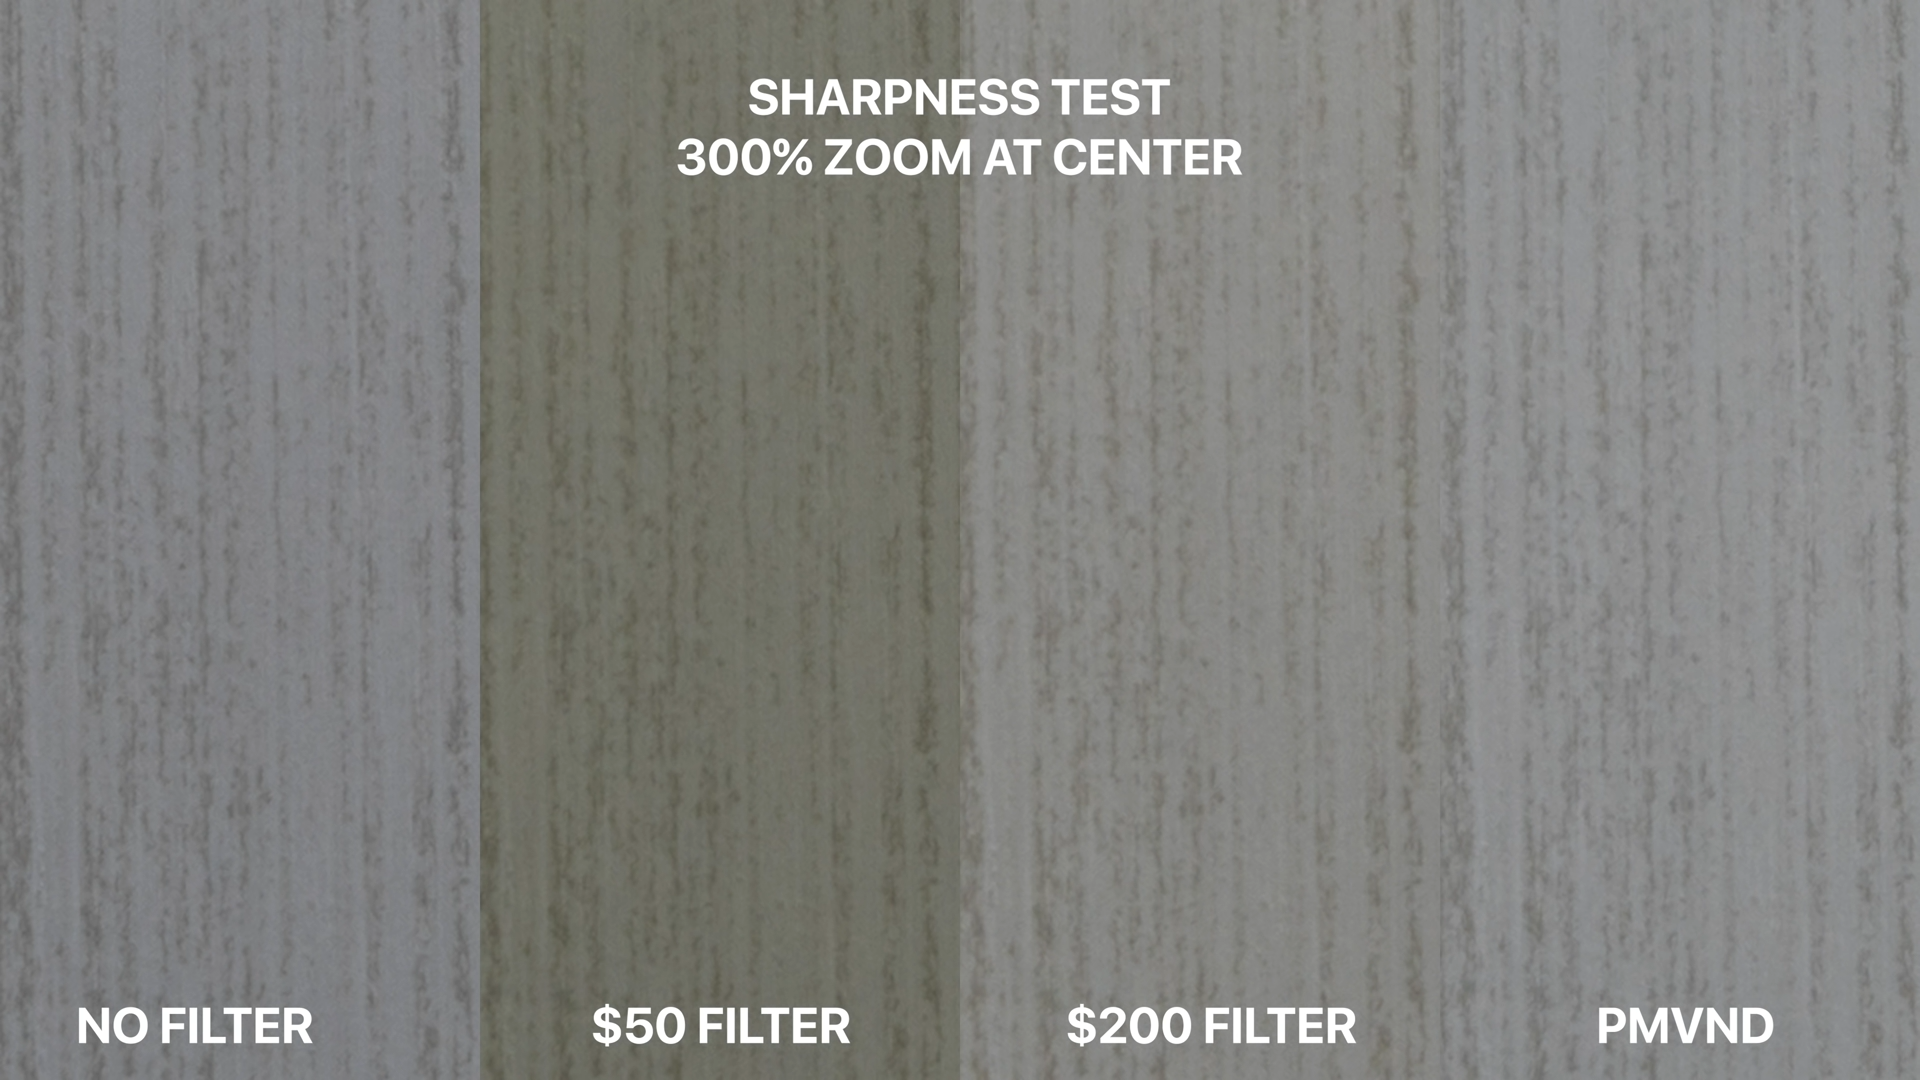 SHARPNESS TEST
300% ZOOM AT CENTER
NO FILTER
$50 FILTER
$200 FILTER
PMVND